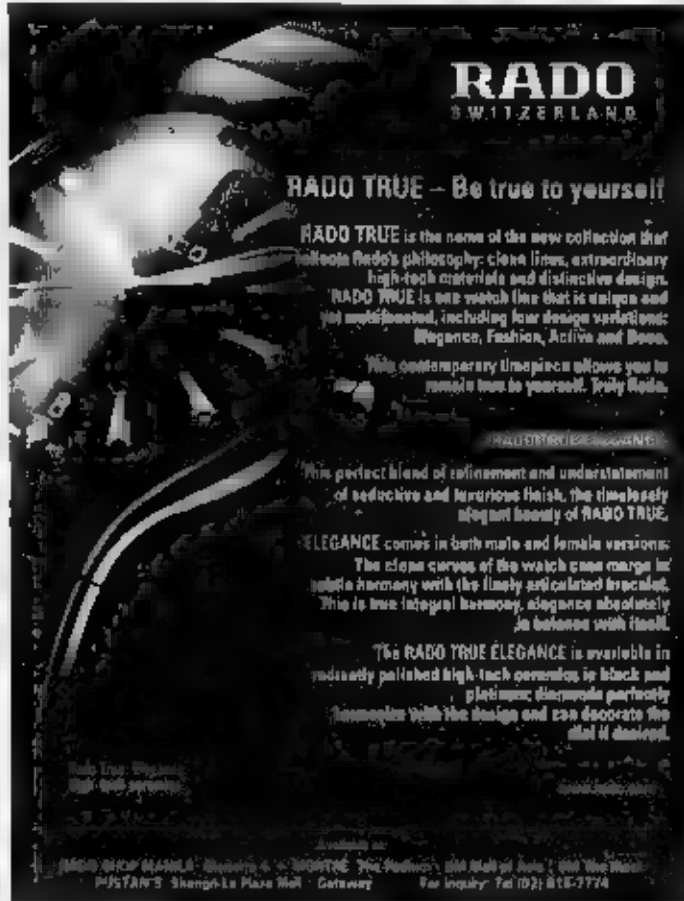 RADO
SWITZERLAND
RADO TRUE – Be true to yourself
RADO TRUE is the name of the new collection that
reflects Rado's philosophy: clean lines, extraordinary
high-tech materials and distinctive design.
RADO TRUE is one watch line that is unique and
yet multifaceted, including four design variations:
Elegance, Fashion, Active and
This contemporary timepiece allows you to
remain true to yourself. Truly Rado.
RADO TRUE ELEGANCE
This perfect blend of refinement and understatement
of seductive and luxurious finish, the timelessly
elegant beauty of RADO TRUE.
ELEGANCE comes in both male and female versions:
The clean curves of the watch case merge in
subtle harmony with the finely articulated bracelet.
This is true integral harmony, elegance absolutely
in balance with itself.
The RADO TRUE ELEGANCE is available in
polished high-tech ceramics in black and
platinum; diamonds perfectly
harmonize with the design and can decorate the
dial if desired.
Rado True Elegance
Available at:
RUSTAN'S Shangri-La Plaza Mall Gateway For Inquiry: Tel (02)